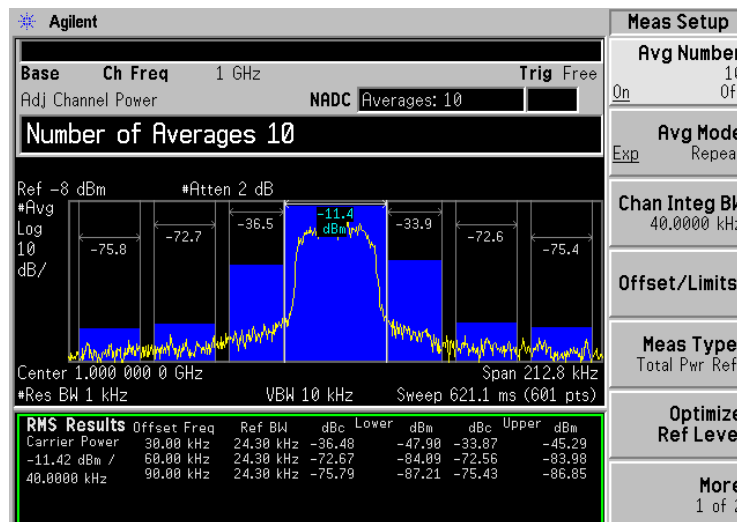 Agilent
Meas Setup
Base Ch Freq 1 GHz Trig Free
Adj Channel Power NADC Averages: 10
Number of Averages 10
Ref -8 dBm #Atten 2 dB
#Avg
Log
10
dB/
-75.8 -72.7 -36.5 -11.4 dBm -33.9 -72.6 -75.4
Center 1.000 000 0 GHz Span 212.8 kHz
#Res BW 1 kHz VBW 10 kHz Sweep 621.1 ms (601 pts)
RMS Results Offset Freq Ref BW dBc Lower dBm dBc Upper dBm
Carrier Power 30.00 kHz 24.30 kHz -36.48 -47.90 -33.87 -45.29
-11.42 dBm / 60.00 kHz 24.30 kHz -72.67 -84.09 -72.56 -83.98
40.0000 kHz 90.00 kHz 24.30 kHz -75.79 -87.21 -75.43 -86.85
Avg Number
10
On Of
Avg Mode
Exp Repea
Chan Integ BW
40.0000 kHz
Offset/Limits
Meas Type
Total Pwr Ref
Optimize
Ref Leve
More
1 of 2